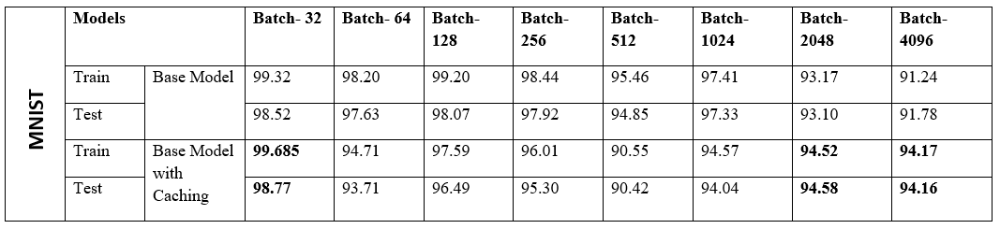 MNIST
Models Batch- 32 Batch- 64 Batch- 128 Batch- 256 Batch- 512 Batch- 1024 Batch- 2048 Batch- 4096
Train Base Model 99.32 98.20 99.20 98.44 95.46 97.41 93.17 91.24
Test 98.52 97.63 98.07 97.92 94.85 97.33 93.10 91.78
Train Base Model with Caching 99.685 94.71 97.59 96.01 90.55 94.57 94.52 94.17
Test 98.77 93.71 96.49 95.30 90.42 94.04 94.58 94.16